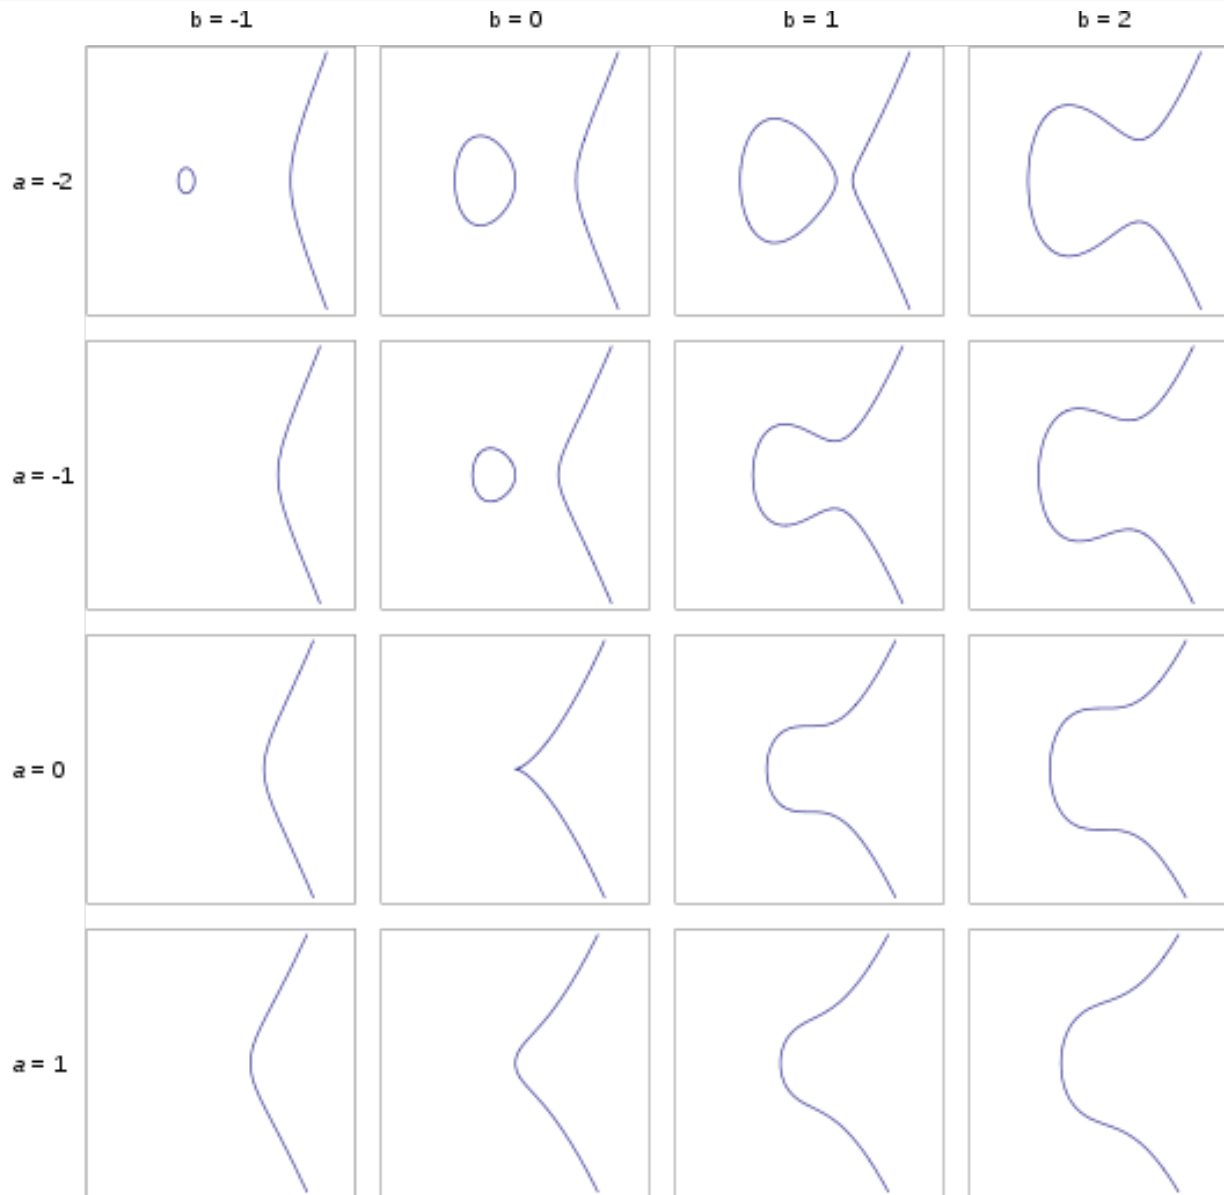 b = -1 b = 0 b = 1 b = 2
a = -2
a = -1
a = 0
a = 1